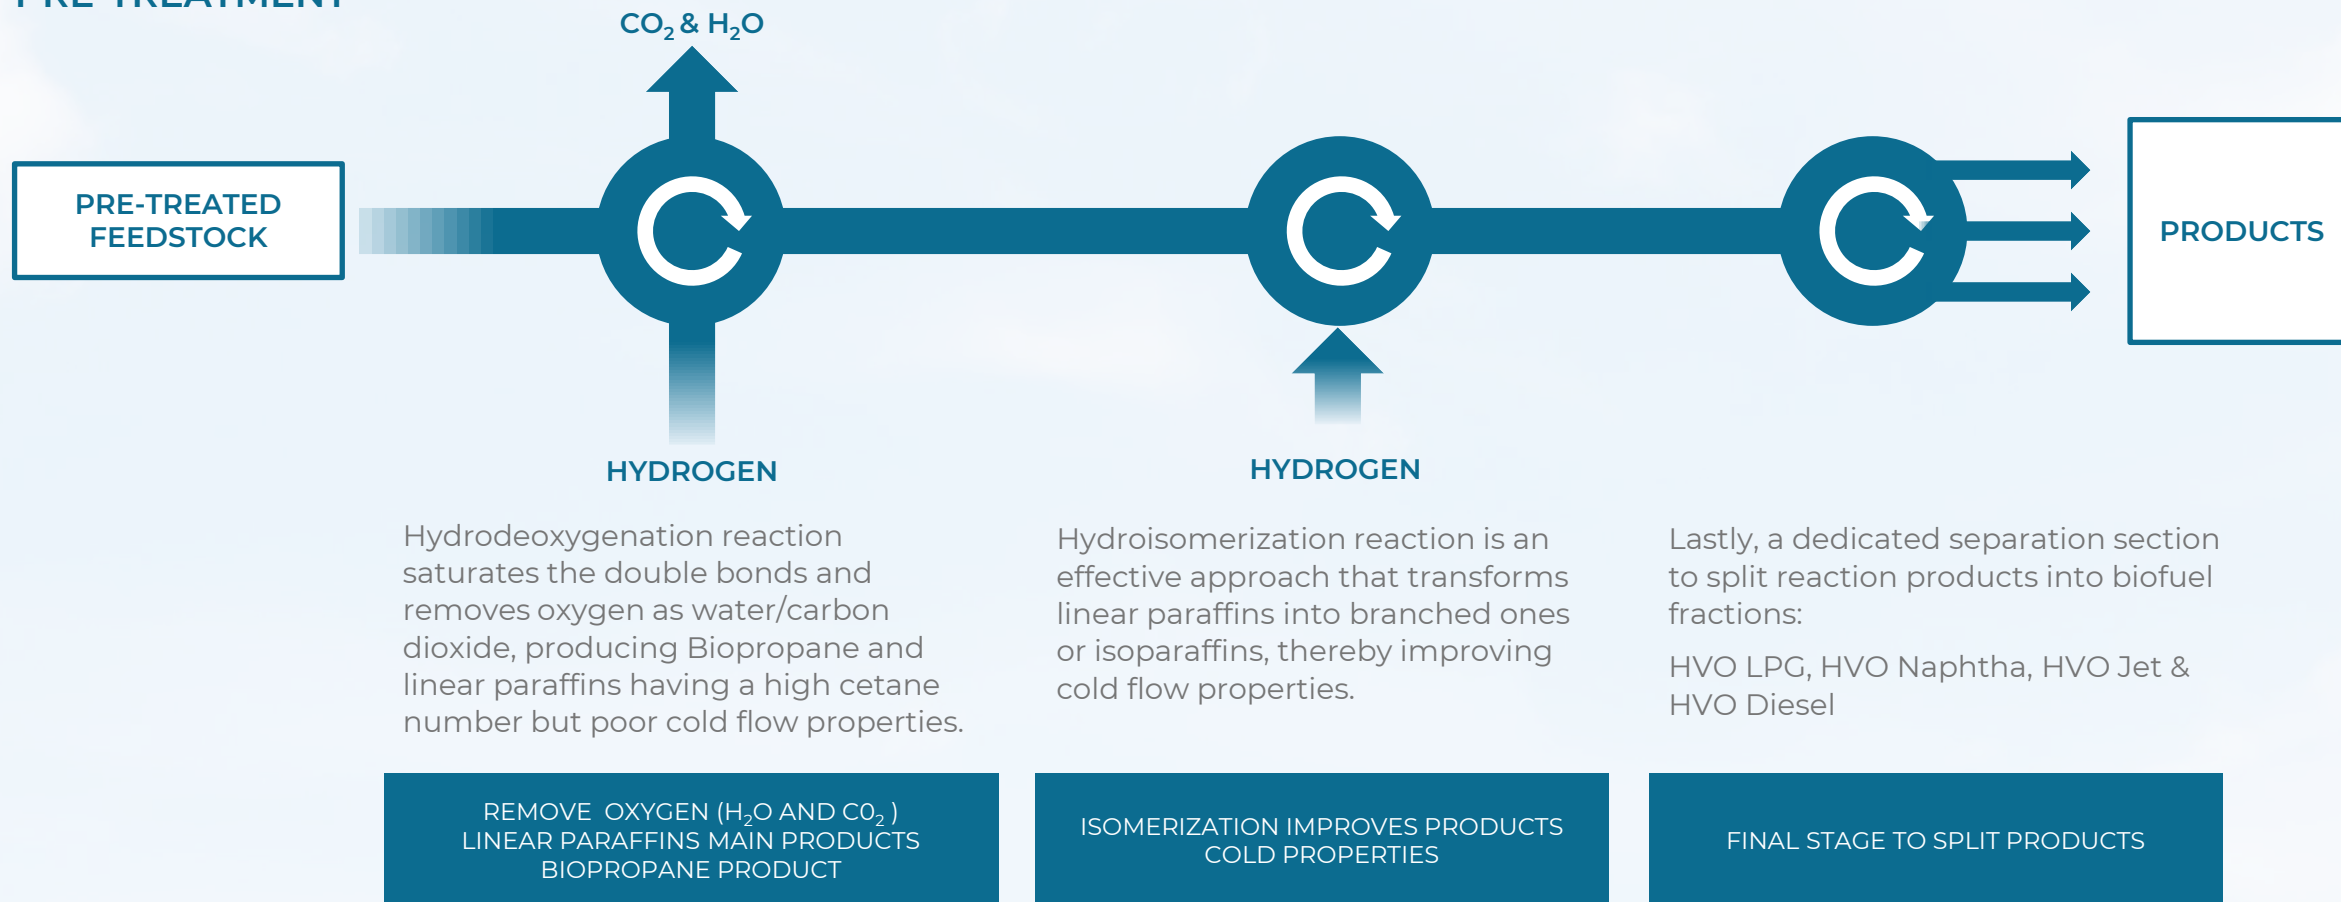 PRE-TREATMENT
CO₂ & H₂O
PRE-TREATED
FEEDSTOCK
PRODUCTS
HYDROGEN
HYDROGEN
Hydrodeoxygenation reaction
saturates the double bonds and
removes oxygen as water/carbon
dioxide, producing Biopropane and
linear paraffins having a high cetane
number but poor cold flow properties.
Hydroisomerization reaction is an
effective approach that transforms
linear paraffins into branched ones
or isoparaffins, thereby improving
cold flow properties.
Lastly, a dedicated separation section
to split reaction products into biofuel
fractions:
HVO LPG, HVO Naphtha, HVO Jet &
HVO Diesel
REMOVE OXYGEN (H₂O AND C0₂ )
LINEAR PARAFFINS MAIN PRODUCTS
BIOPROPANE PRODUCT
ISOMERIZATION IMPROVES PRODUCTS
COLD PROPERTIES
FINAL STAGE TO SPLIT PRODUCTS